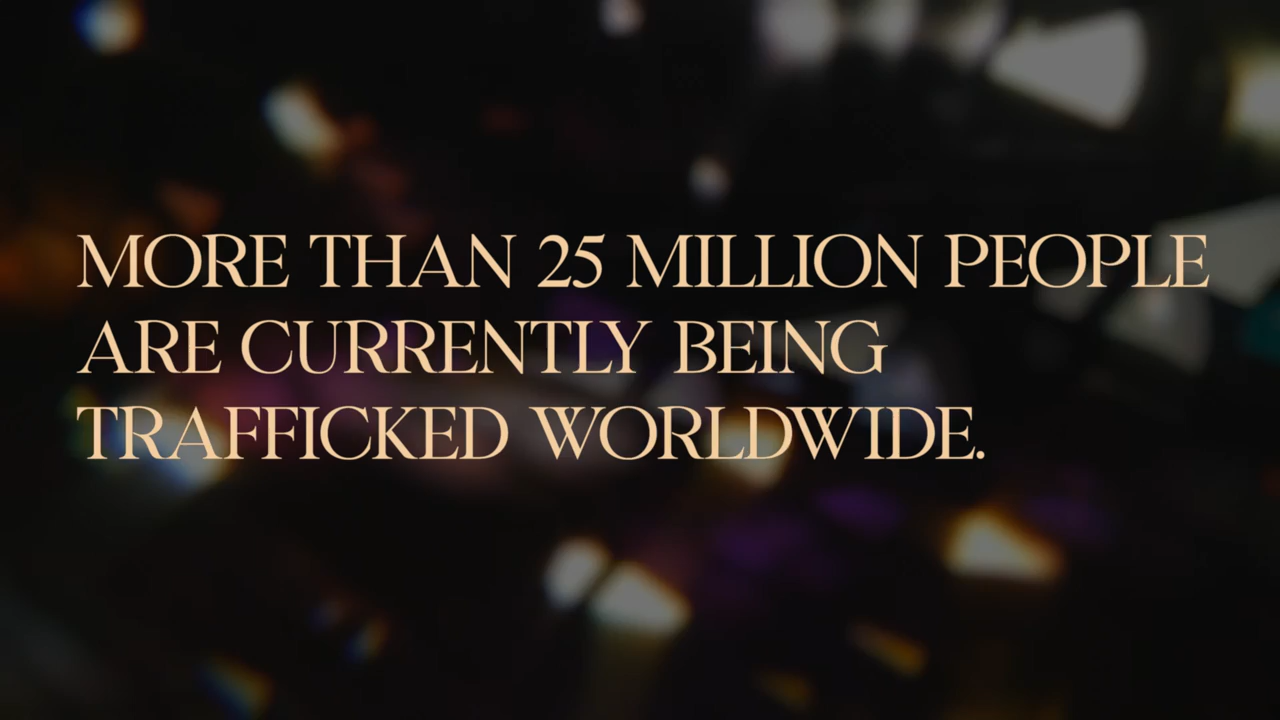 MORE THAN 25 MILLION PEOPLE
ARE CURRENTLY BEING
TRAFFICKED WORLDWIDE.